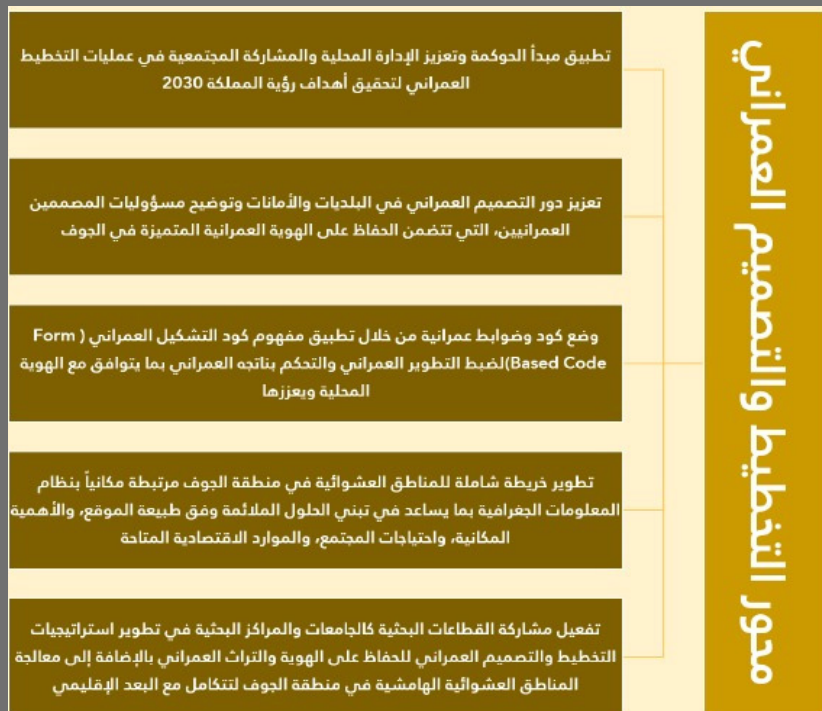 محور التخطيط والتصميم العمراني
تطبيق مبدأ الحوكمة وتعزيز الإدارة المحلية والمشاركة المجتمعية في عمليات التخطيط
العمراني لتحقيق أهداف رؤية المملكة 2030
تعزيز دور التصميم العمراني في البلديات والأمانات وتوضيح مسؤوليات المصممين
العمرانيين، التي تتضمن الحفاظ على الهوية العمرانية المتميزة في الجوف
وضع كود وضوابط عمرانية من خلال تطبيق مفهوم كود التشكيل العمراني ( Form
Based Code)لضبط التطوير العمراني والتحكم بناتجه العمراني بما يتوافق مع الهوية
المحلية ويعززها
تطوير خريطة شاملة للمناطق العشوائية في منطقة الجوف مرتبطة مكانياً بنظام
المعلومات الجغرافية بما يساعد في تبني الحلول الملائمة وفق طبيعة الموقع، والأهمية
المكانية، واحتياجات المجتمع، والموارد الاقتصادية المتاحة
تفعيل مشاركة القطاعات البحثية كالجامعات والمراكز البحثية في تطوير استراتيجيات
التخطيط والتصميم العمراني للحفاظ على الهوية والتراث العمراني بالإضافة إلى معالجة
المناطق العشوائية الهامشية في منطقة الجوف لتتكامل مع البعد الإقليمي